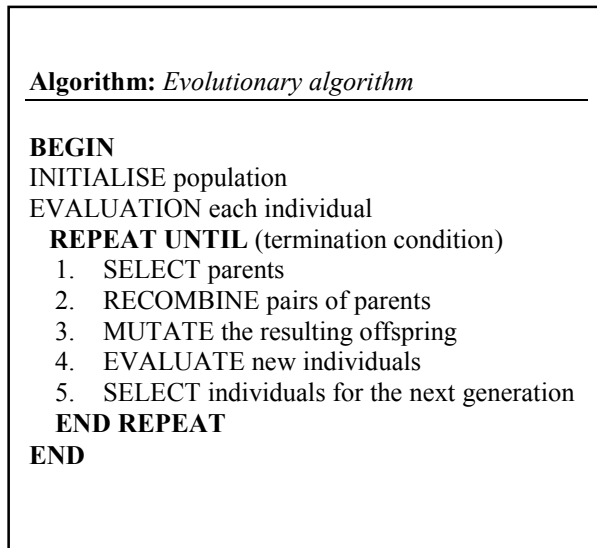 Algorithm: Evolutionary algorithm
BEGIN
INITIALISE population
EVALUATION each individual
REPEAT UNTIL (termination condition)
1. SELECT parents
2. RECOMBINE pairs of parents
3. MUTATE the resulting offspring
4. EVALUATE new individuals
5. SELECT individuals for the next generation
END REPEAT
END